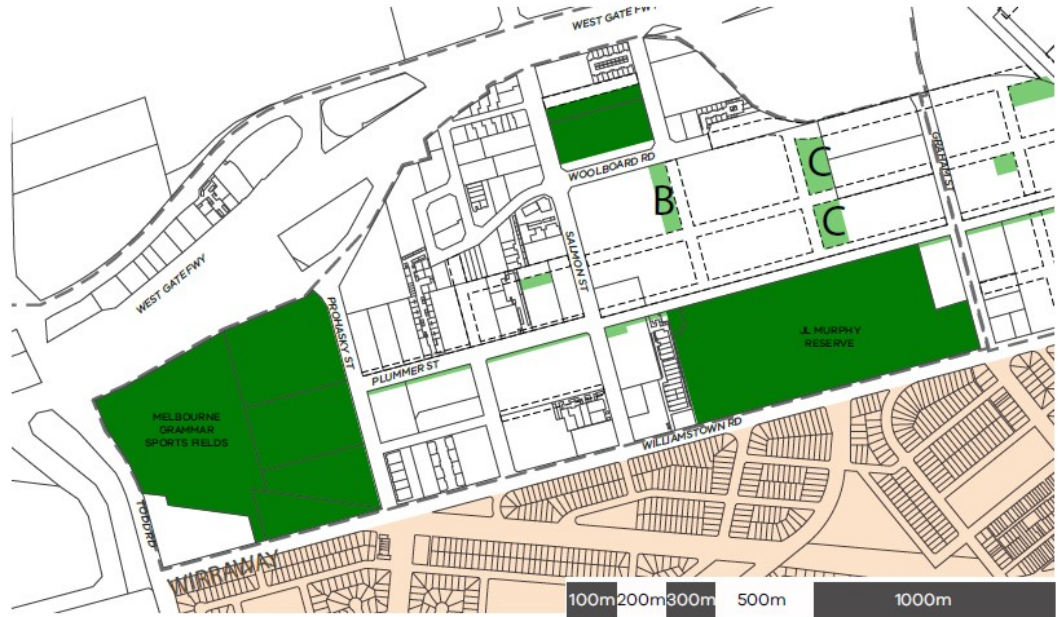 WEST GATE FWY
WOOLBOARD RD
C
GRAHAM ST
B
C
WEST GATE FWY
SALMON ST
PROHASKY ST
JL MURPHY
RESERVE
PLUMMER ST
MELBOURNE
GRAMMAR
SPORTS FIELDS
WILLIAMSTOWN RD
TODD RD
WIRRAWAY
100m 200m 300m 500m 1000m